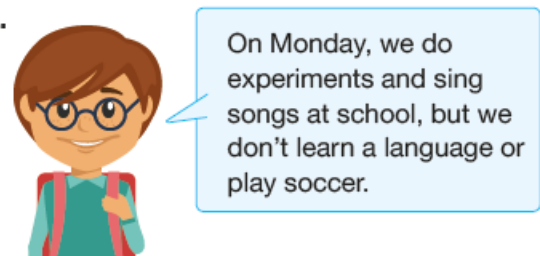 On Monday, we do
experiments and sing
songs at school, but we
don't learn a language or
play soccer.